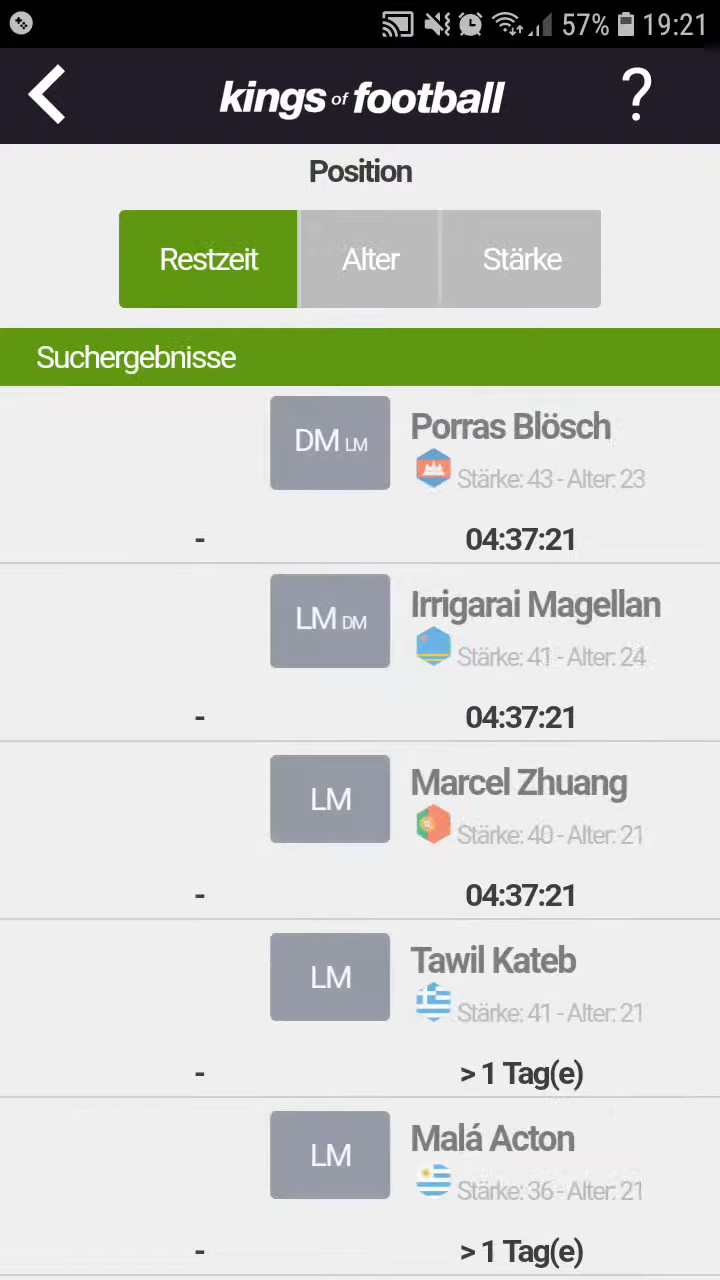 57% 19:21
kings of football ?
Position
Restzeit Alter Stärke
Suchergebnisse
DM LM Porras Blösch
Stärke: 43 - Alter: 23
- 04:37:21
LM DM Irrigarai Magellan
Stärke: 41 - Alter: 24
- 04:37:21
LM Marcel Zhuang
Stärke: 40 - Alter: 21
- 04:37:21
LM Tawil Kateb
Stärke: 41 - Alter: 21
- > 1 Tag(e)
LM Malá Acton
Stärke: 36 - Alter: 21
- > 1 Tag(e)